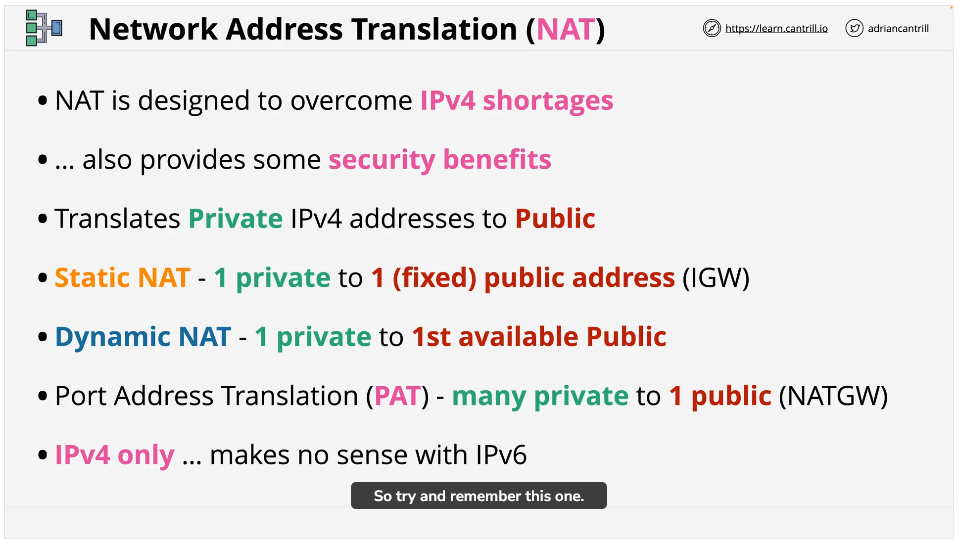 Network Address Translation (NAT)
https://learn.cantrill.io
adriancantrill
• NAT is designed to overcome IPv4 shortages
• ... also provides some security benefits
• Translates Private IPv4 addresses to Public
• Static NAT - 1 private to 1 (fixed) public address (IGW)
• Dynamic NAT - 1 private to 1st available Public
• Port Address Translation (PAT) - many private to 1 public (NATGW)
• IPv4 only ... makes no sense with IPv6
So try and remember this one.